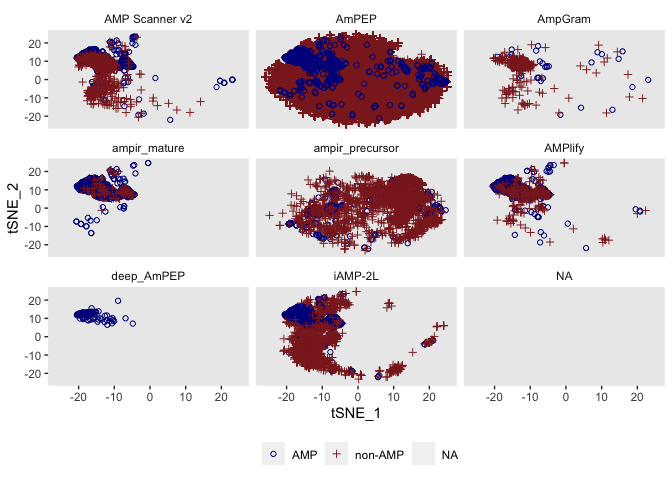 AMP Scanner v2 AmPEP AmpGram
20
10
0
-10
-20
ampir_mature ampir_precursor AMPlify
tSNE_2
20
10
0
-10
-20
deep_AmPEP iAMP-2L NA
20
10
0
-10
-20
-20 -10 0 10 20 -20 -10 0 10 20 -20 -10 0 10 20
tSNE_1
AMP non-AMP NA